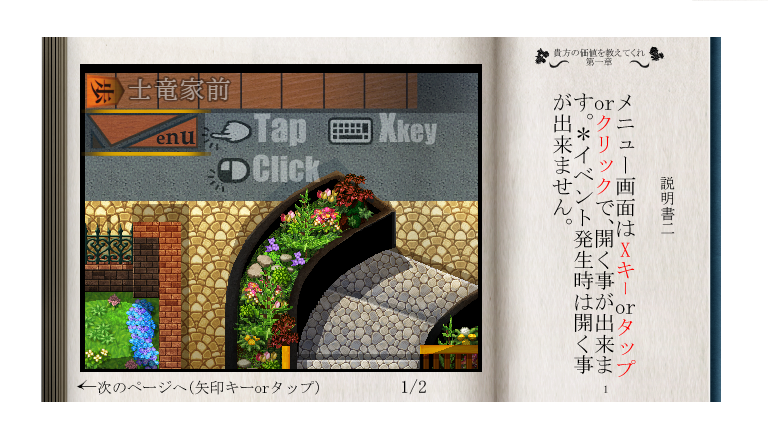 貴方の価値を教えてくれ
第一章
説明書二
メニュー画面はXキーorタップ
orクリックで、開く事が出来ま
す。＊イベント発生時は開く事
が出来ません。
1
歩
士竜家前
enu
Tap
Xkey
Click
←次のページへ(矢印キーorタップ)
1/2